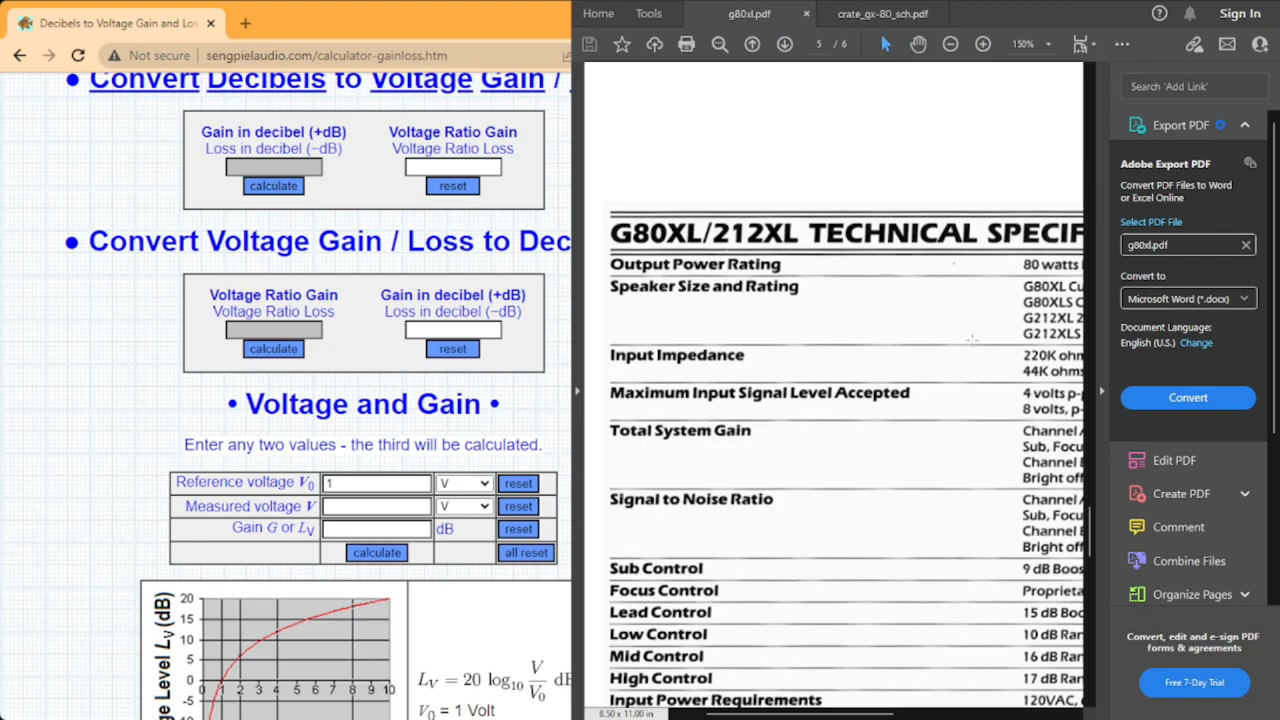 Decibels to Voltage Gain and Los
Not secure sengpielaudio.com/calculator-gainloss.htm
• Convert Decibels to Voltage Gain /
Gain in decibel (+dB) Voltage Ratio Gain
Loss in decibel (−dB) Voltage Ratio Loss
calculate reset
• Convert Voltage Gain / Loss to Dec
Voltage Ratio Gain Gain in decibel (+dB)
Voltage Ratio Loss Loss in decibel (−dB)
calculate reset
• Voltage and Gain •
Enter any two values - the third will be calculated.
Reference voltage V0 1 V reset
Measured voltage V V reset
Gain G or LV dB reset
calculate all reset
20
15
10
5
0
-5
0 1 2 3 4 5 6 7 8 9 10
ge Level LV (dB)
LV = 20 log10 V/V0 dB
V0 = 1 Volt
Home Tools g80xl.pdf crate_gx-80_sch.pdf Sign In
5 / 6 150%
G80XL/212XL TECHNICAL SPECIF
Output Power Rating 80 watts
Speaker Size and Rating G80XL Cu
G80XLS C
G212XL 2
G212XLS
Input Impedance 220K ohm
44K ohms
Maximum Input Signal Level Accepted 4 volts p-
8 volts, p-
Total System Gain Channel A
Sub, Focu
Channel B
Bright off
Signal to Noise Ratio Channel A
Sub, Focu
Channel B
Bright off
Sub Control 9 dB Boos
Focus Control Proprieta
Lead Control 15 dB Boo
Low Control 10 dB Ran
Mid Control 16 dB Ran
High Control 17 dB Ran
Input Power Requirements 120VAC,
8.50 x 11.00 in
Search 'Add Link'
Export PDF
Adobe Export PDF
Convert PDF Files to Word
or Excel Online
Select PDF File
g80xl.pdf
Convert to
Microsoft Word (*.docx)
Document Language:
English (U.S.) Change
Convert
Edit PDF
Create PDF
Comment
Combine Files
Organize Pages
Convert, edit and e-sign PDF
forms & agreements
Free 7-Day Trial